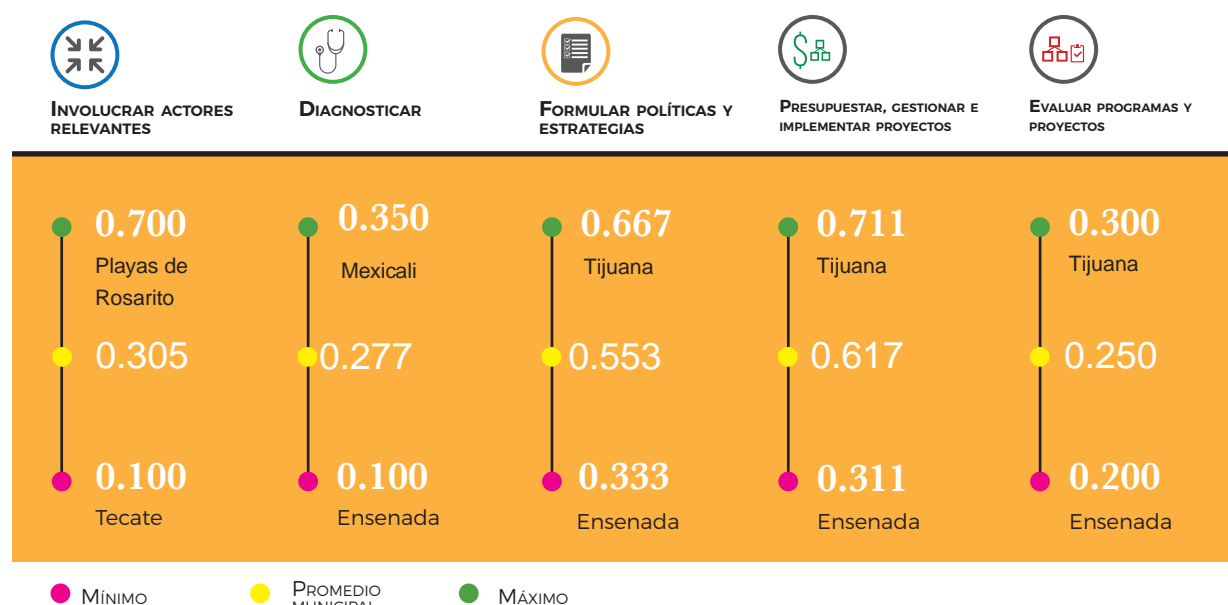 INVOLUCRAR ACTORES
RELEVANTES
DIAGNOSTICAR
FORMULAR POLÍTICAS Y
ESTRATEGIAS
PRESUPUESTAR, GESTIONAR E
IMPLEMENTAR PROYECTOS
EVALUAR PROGRAMAS Y
PROYECTOS
0.700
Playas de
Rosarito
0.305
0.100
Tecate
0.350
Mexicali
0.277
0.100
Ensenada
0.667
Tijuana
0.553
0.333
Ensenada
0.711
Tijuana
0.617
0.311
Ensenada
0.300
Tijuana
0.250
0.200
Ensenada
MÍNIMO
PROMEDIO
MUNICIPAL
MÁXIMO